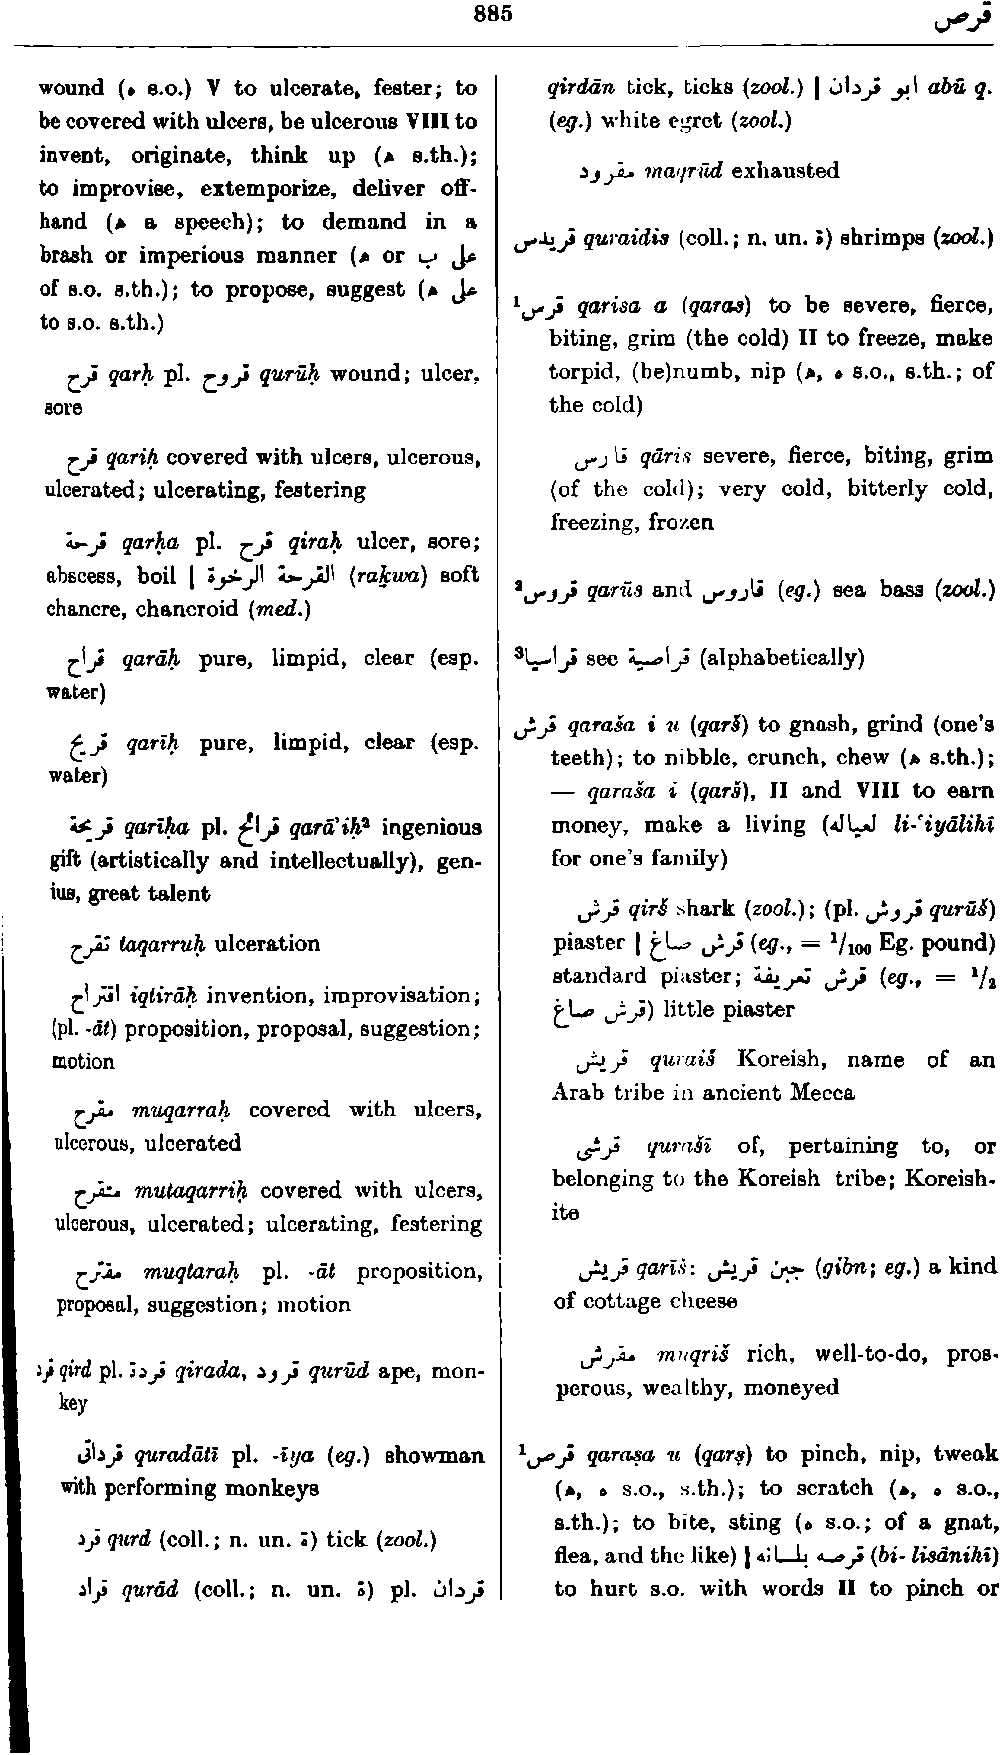 885
قرص
wound (ه s.o.) V to ulcerate, fester; to
be covered with ulcers, be ulcerous VIII to
invent, originate, think up (ه s.th.);
to improvise, extemporize, deliver off-
hand (ه a speech); to demand in a
brash or imperious manner (ه or ب على
of s.o. s.th.); to propose, suggest (ه على
to s.o. s.th.)
قرح qarḥ pl. قروح qurūḥ wound; ulcer,
sore
قرح qariḥ covered with ulcers, ulcerous,
ulcerated; ulcerating, festering
قرحة qarḥa pl. قرح qiraḥ ulcer, sore;
abscess, boil | القرحة الرخوة (raḵwa) soft
chancre, chancroid (med.)
قراح qarāḥ pure, limpid, clear (esp.
water)
قريح qarīḥ pure, limpid, clear (esp.
water)
قريحة qarīḥa pl. قرائح qarā'iḥ² ingenious
gift (artistically and intellectually), gen-
ius, great talent
تقرح taqarruḥ ulceration
اقتراح iqtirāḥ invention, improvisation;
(pl. -āt) proposition, proposal, suggestion;
motion
مقرح muqarraḥ covered with ulcers,
ulcerous, ulcerated
متقرح mutaqarriḥ covered with ulcers,
ulcerous, ulcerated; ulcerating, festering
مقترح muqtaraḥ pl. -āt proposition,
proposal, suggestion; motion
قرد qird pl. قردة qirada, قرود qurūd ape, mon-
key
قرداتى quradātī pl. -īya (eg.) showman
with performing monkeys
قرد qurd (coll.; n. un. ة) tick (zool.)
قراد qurād (coll.; n. un. ة) pl. قردان
qirdān tick, ticks (zool.) | ابو قردان abū q.
(eg.) white egret (zool.)
مقرود maqrūd exhausted
قريدس quraidis (coll.; n. un. ة) shrimps (zool.)
¹قرس qarisa a (qaras) to be severe, fierce,
biting, grim (the cold) II to freeze, make
torpid, (be)numb, nip (ه, ه s.o., s.th.; of
the cold)
قارس qāris severe, fierce, biting, grim
(of the cold); very cold, bitterly cold,
freezing, frozen
²قروس qarūs and قاروس (eg.) sea bass (zool.)
³قراسيا see قراصية (alphabetically)
قرش qaraša i u (qarš) to gnash, grind (one's
teeth); to nibble, crunch, chew (ه s.th.);
— qaraša i (qarš), II and VIII to earn
money, make a living (لعياله li-'iyālihī
for one's family)
قرش qirš shark (zool.); (pl. قروش qurūš)
piaster | قرش صاغ (eg., = 1/100 Eg. pound)
standard piaster; قرش تعريفة (eg., = 1/2
قرش صاغ) little piaster
قريش quraiš Koreish, name of an
Arab tribe in ancient Mecca
قرشى qurašī of, pertaining to, or
belonging to the Koreish tribe; Koreish-
ite
قريش qarīš: جبن قريش (gibn; eg.) a kind
of cottage cheese
مقرش muqriš rich, well-to-do, pros-
perous, wealthy, moneyed
¹قرص qaraṣa u (qarṣ) to pinch, nip, tweak
(ه, ه s.o., s.th.); to scratch (ه, ه s.o.,
s.th.); to bite, sting (ه s.o.; of a gnat,
flea, and the like) | قرصه بلسانه (bi-lisānihī)
to hurt s.o. with words II to pinch or